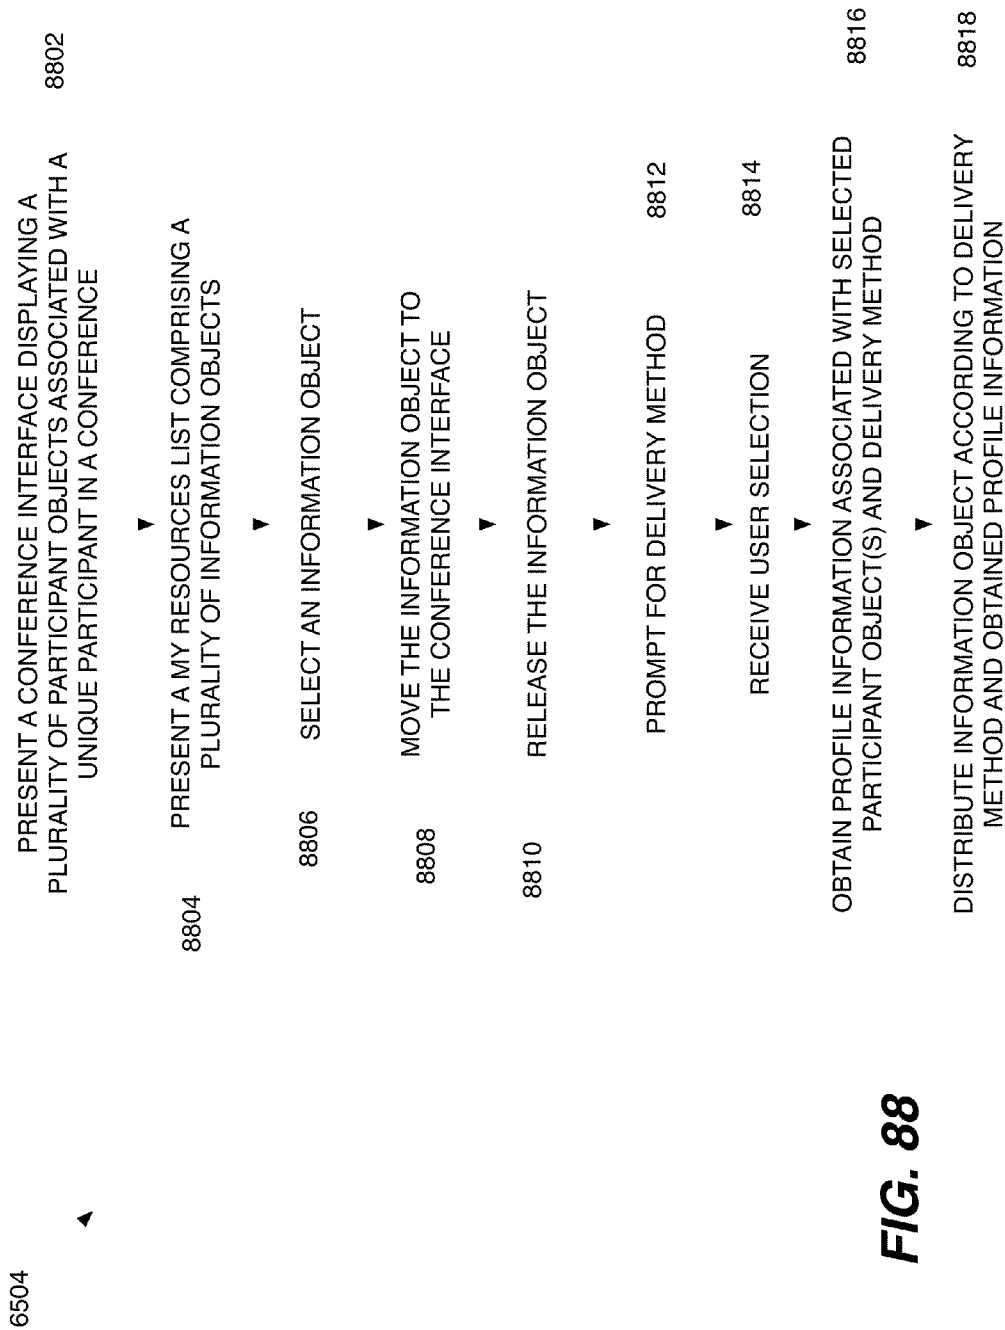 6504
PRESENT A CONFERENCE INTERFACE DISPLAYING A
PLURALITY OF PARTICIPANT OBJECTS ASSOCIATED WITH A
UNIQUE PARTICIPANT IN A CONFERENCE
8802
8804
PRESENT A MY RESOURCES LIST COMPRISING A
PLURALITY OF INFORMATION OBJECTS
8806
SELECT AN INFORMATION OBJECT
8808
MOVE THE INFORMATION OBJECT TO
THE CONFERENCE INTERFACE
8810
RELEASE THE INFORMATION OBJECT
PROMPT FOR DELIVERY METHOD
8812
RECEIVE USER SELECTION
8814
OBTAIN PROFILE INFORMATION ASSOCIATED WITH SELECTED
PARTICIPANT OBJECT(S) AND DELIVERY METHOD
8816
DISTRIBUTE INFORMATION OBJECT ACCORDING TO DELIVERY
METHOD AND OBTAINED PROFILE INFORMATION
8818
FIG. 88